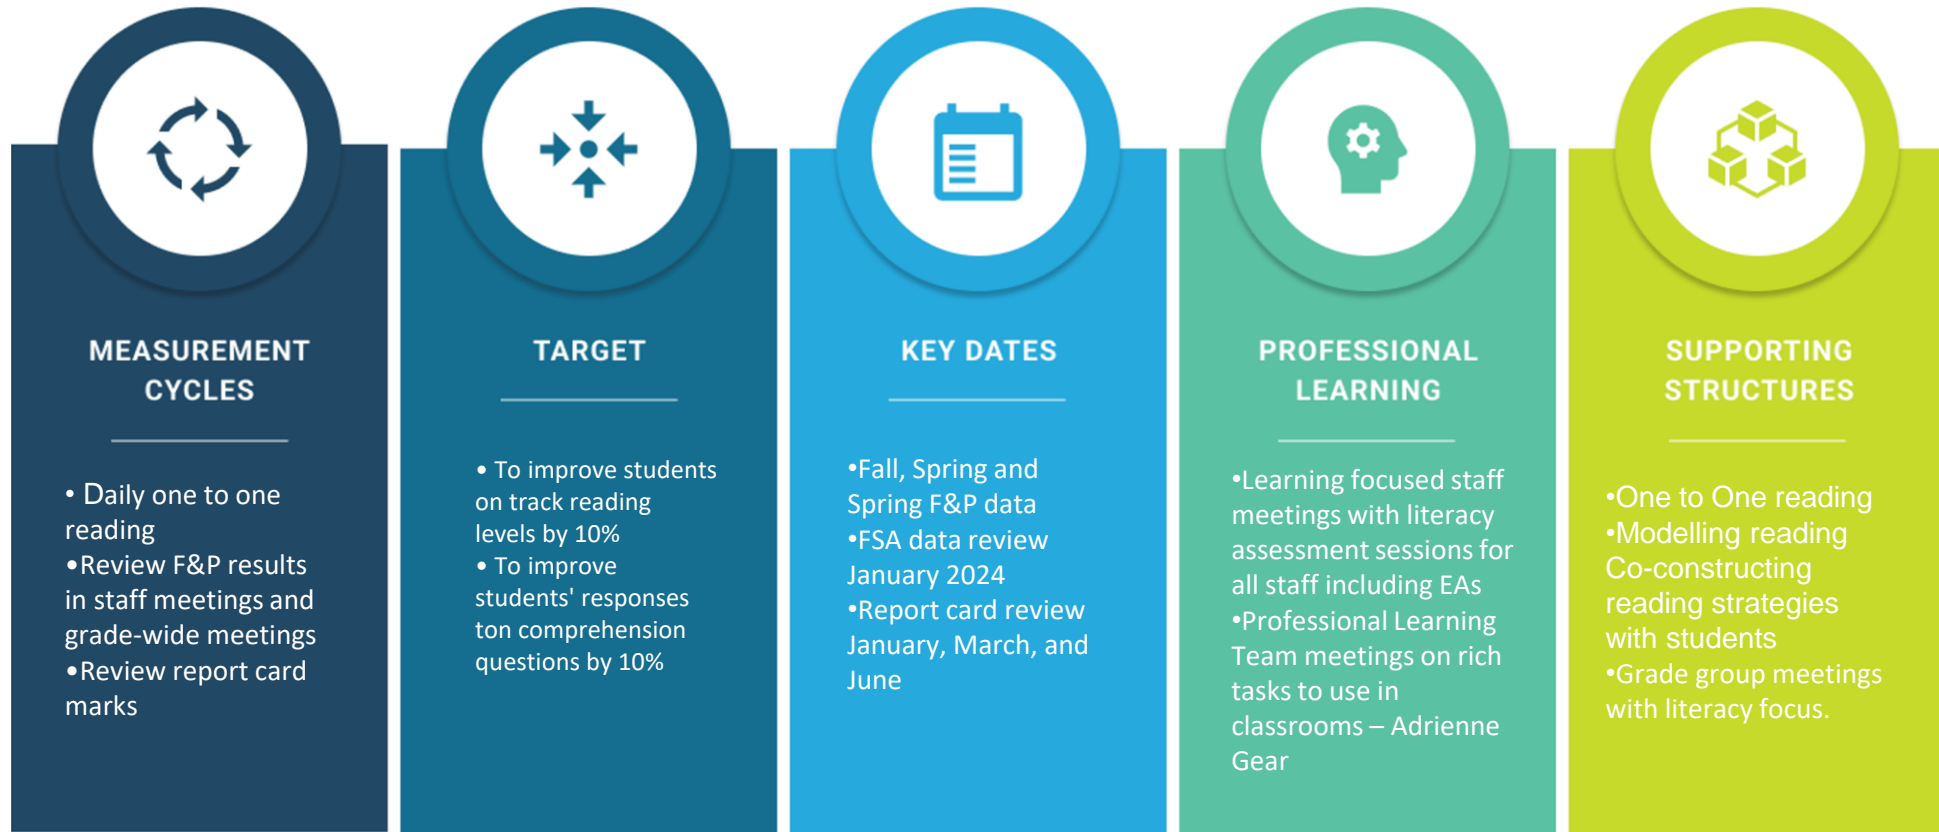 MEASUREMENT
CYCLES
• Daily one to one
reading
•Review F&P results
in staff meetings and
grade-wide meetings
•Review report card
marks
TARGET
• To improve students
on track reading
levels by 10%
• To improve
students' responses
ton comprehension
questions by 10%
KEY DATES
•Fall, Spring and
Spring F&P data
•FSA data review
January 2024
•Report card review
January, March, and
June
PROFESSIONAL
LEARNING
•Learning focused staff
meetings with literacy
assessment sessions for
all staff including EAs
•Professional Learning
Team meetings on rich
tasks to use in
classrooms – Adrienne
Gear
SUPPORTING
STRUCTURES
•One to One reading
•Modelling reading
Co-constructing
reading strategies
with students
•Grade group meetings
with literacy focus.